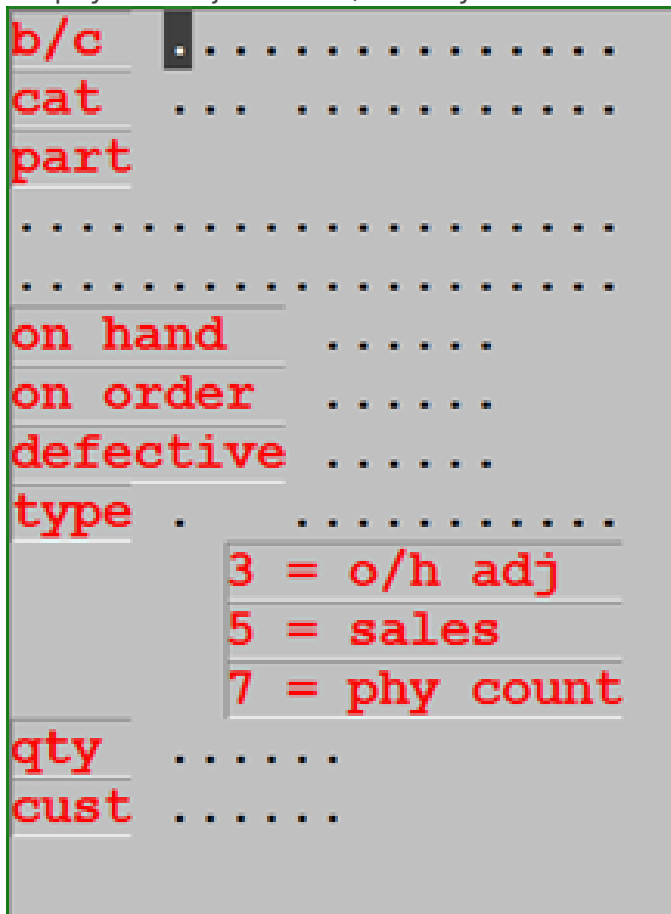 b/c ...............
cat ... ...........
part
....................
....................
on hand ......
on order ......
defective ......
type . ...........
3 = o/h adj
5 = sales
7 = phy count
qty ......
cust ......